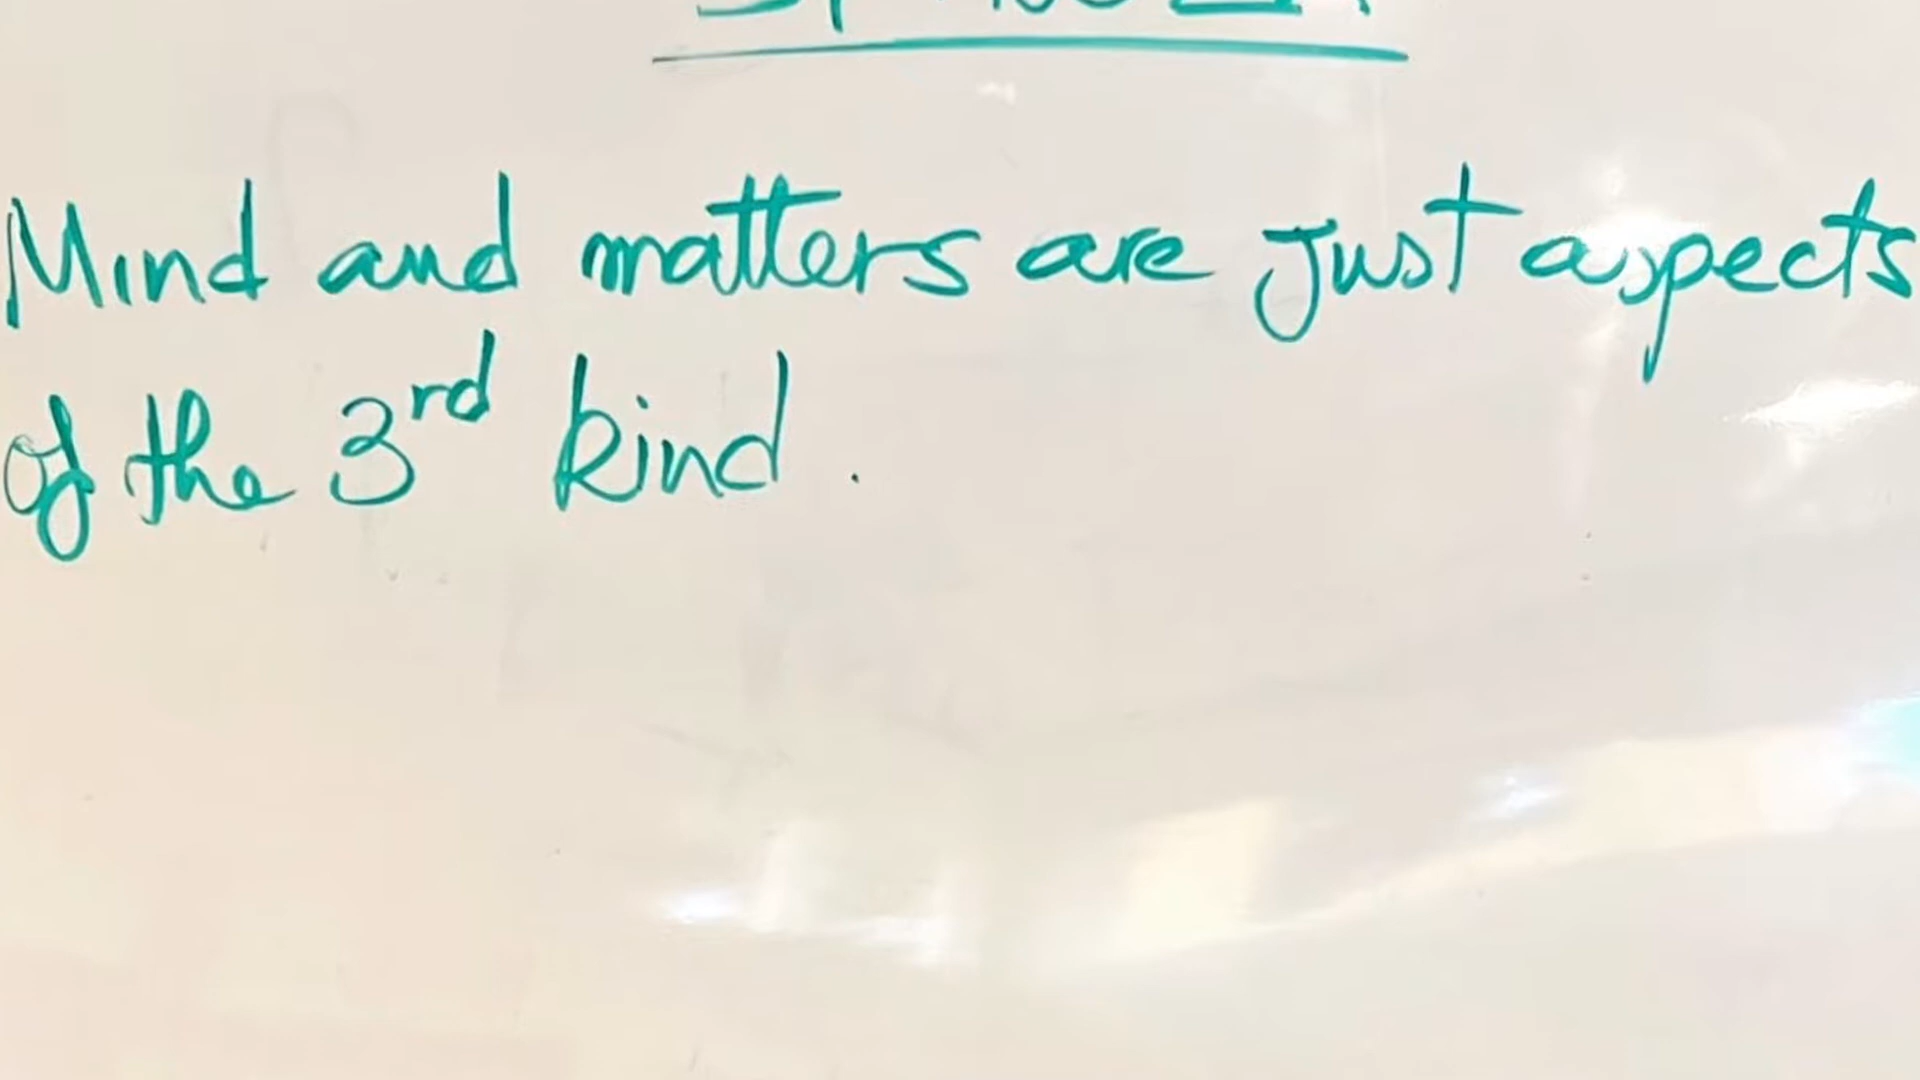 Mind and matters are just aspects
of the 3rd kind.